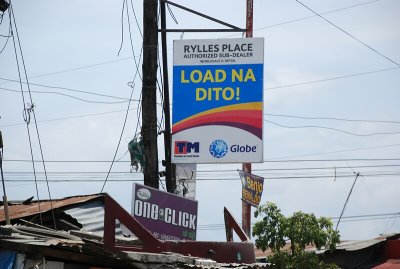 RYLLES PLACE
AUTHORIZED SUB-DEALER
WHOLESALE & RETAIL
LOAD NA
DITO!
TM
Globe
ONE CLICK